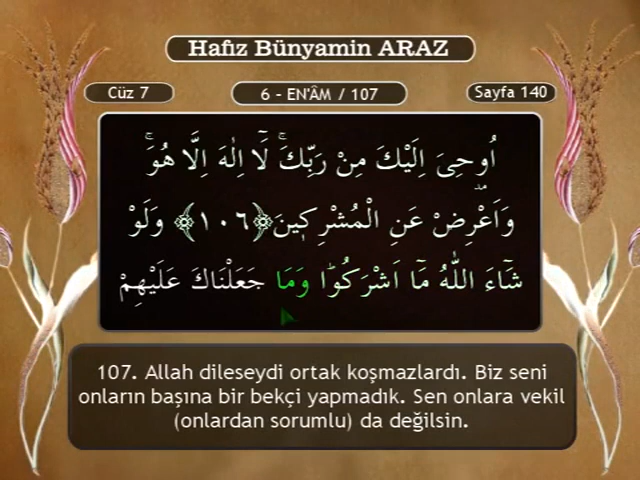 Hafız Bünyamin ARAZ
Cüz 7
6 – EN'ÂM / 107
Sayfa 140
اُو۫حِىَ اِلَيْكَ مِنْ رَبِّكَۚ لَٓا اِلٰهَ اِلَّا هُوَۚ
وَاَعْرِضْ عَنِ الْمُشْرِكٖينَ ﴿١٠٦﴾ وَلَوْ
شَٓاءَ اللّٰهُ مَٓا اَشْرَكُواۜ وَمَا جَعَلْنَاكَ عَلَيْهِمْ
107. Allah dileseydi ortak koşmazlardı. Biz seni
onların başına bir bekçi yapmadık. Sen onlara vekil
(onlardan sorumlu) da değilsin.